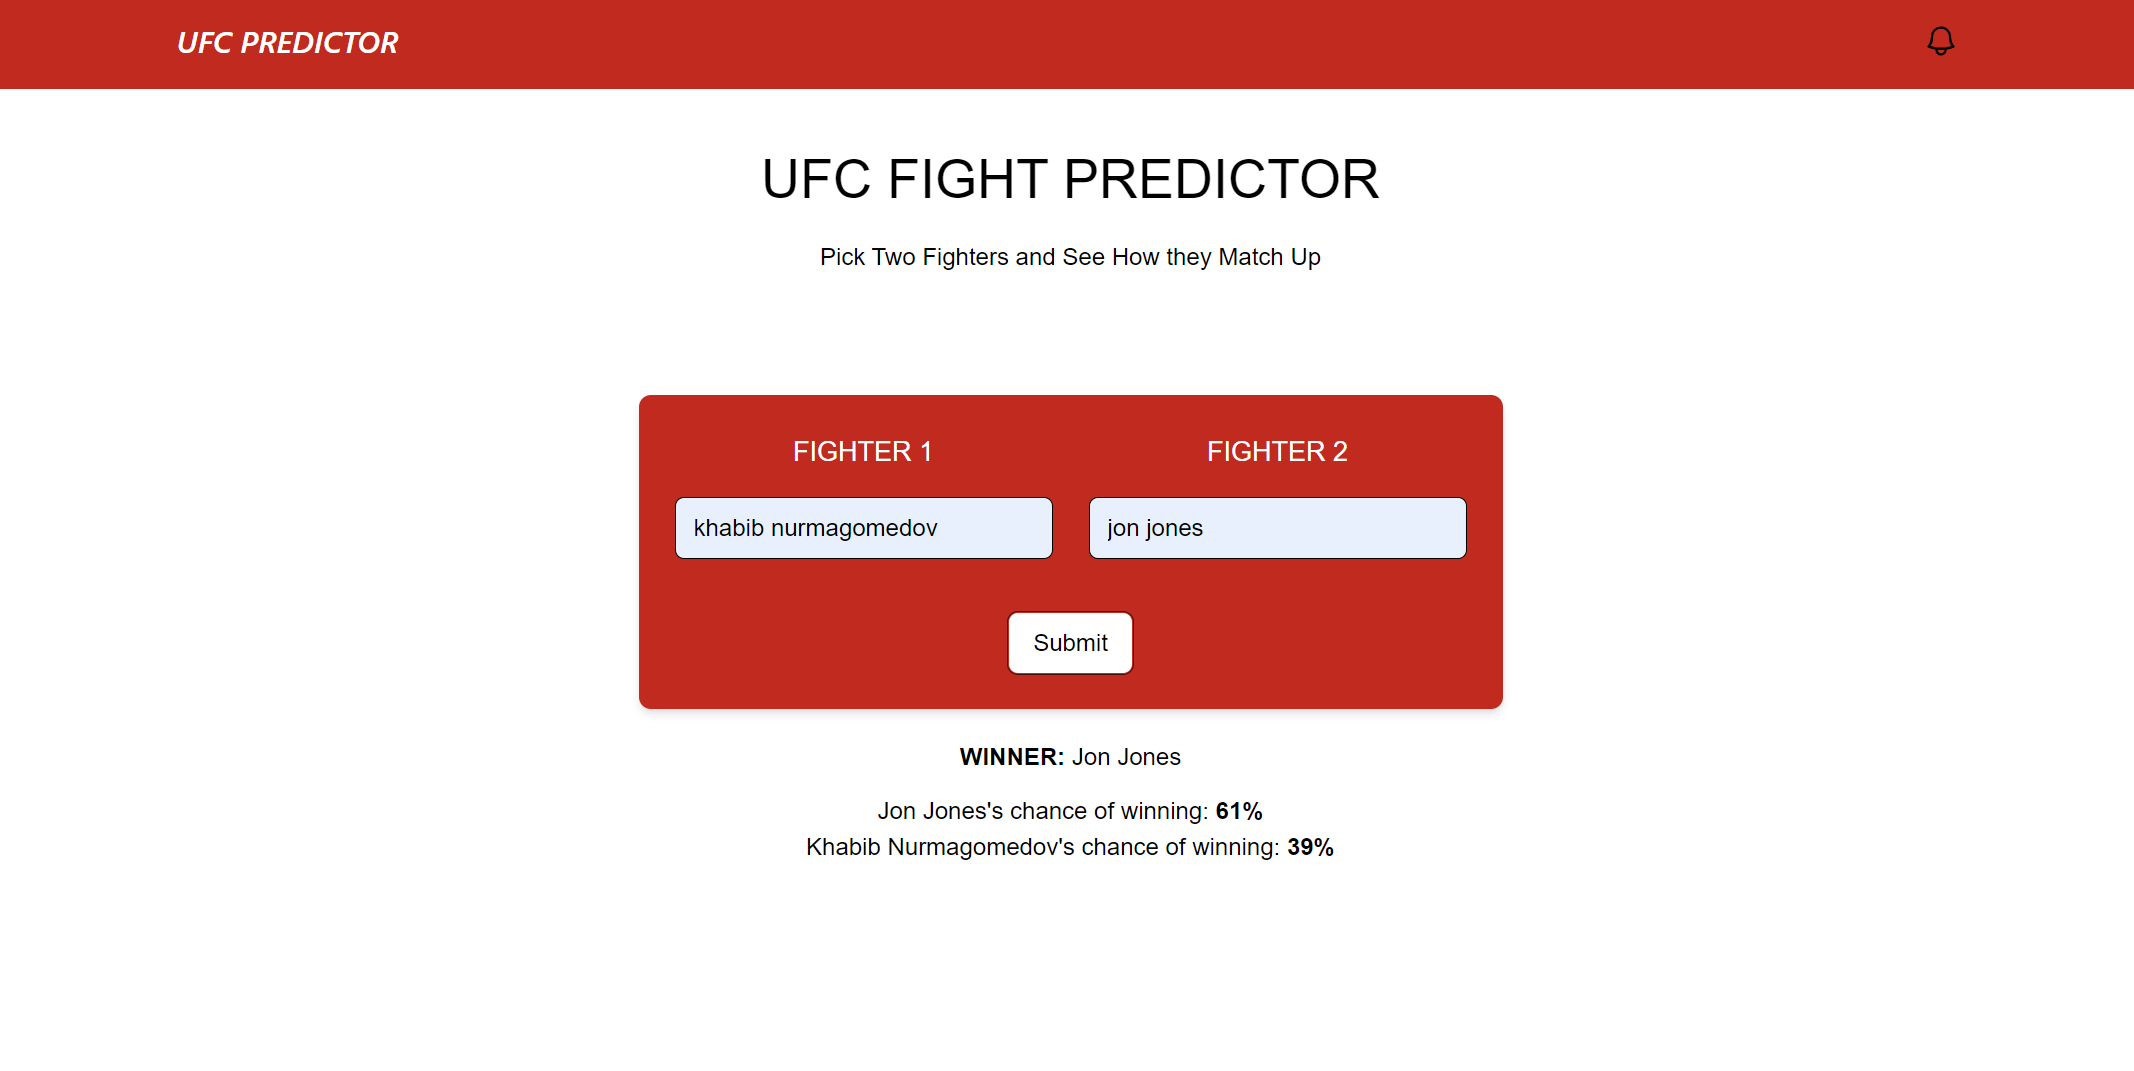 UFC PREDICTOR
UFC FIGHT PREDICTOR
Pick Two Fighters and See How they Match Up
FIGHTER 1
FIGHTER 2
khabib nurmagomedov
jon jones
Submit
WINNER: Jon Jones
Jon Jones's chance of winning: 61%
Khabib Nurmagomedov's chance of winning: 39%